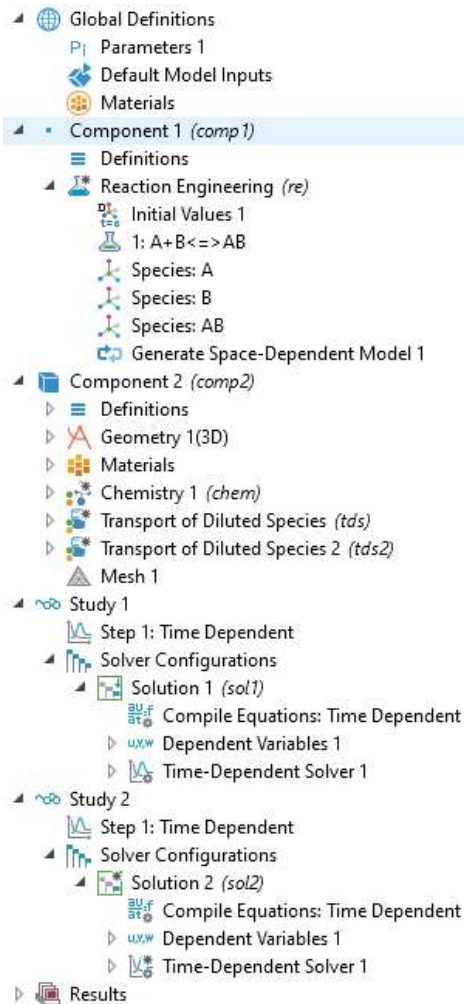 Global Definitions
Pi Parameters 1
Default Model Inputs
Materials
Component 1 (comp1)
Definitions
Reaction Engineering (re)
Initial Values 1
1: A+B<=>AB
Species: A
Species: B
Species: AB
Generate Space-Dependent Model 1
Component 2 (comp2)
Definitions
Geometry 1(3D)
Materials
Chemistry 1 (chem)
Transport of Diluted Species (tds)
Transport of Diluted Species 2 (tds2)
Mesh 1
Study 1
Step 1: Time Dependent
Solver Configurations
Solution 1 (sol1)
Compile Equations: Time Dependent
u,v,w Dependent Variables 1
Time-Dependent Solver 1
Study 2
Step 1: Time Dependent
Solver Configurations
Solution 2 (sol2)
Compile Equations: Time Dependent
u,v,w Dependent Variables 1
Time-Dependent Solver 1
Results